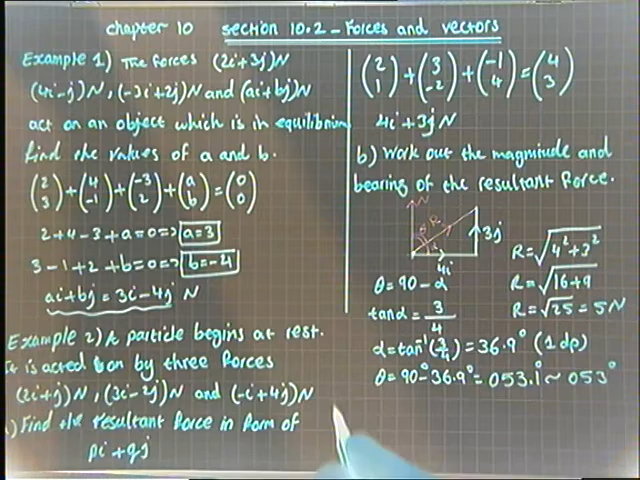 chapter 10 section 10.2 - Forces and vectors
Example 1) The forces (2i+3j)N
(4i-j)N, (-3i+2j)N and (ai+bj)N
act on an object which is in equilibrium
find the values of a and b.
(2 3) + (4 -1) + (-3 2) + (a b) = (0 0)
2+4-3+a=0=> a=3
3-1+2+b=0=> b=-4
ai+bj = 3i-4j N
Example 2) A particle begins at rest.
It is acted on by three forces
(2i+j)N, (3i-2j)N and (-i+4j)N
) Find the resultant force in form of
pi+qj
(2 1) + (3 -2) + (-1 4) = (4 3)
4i+3j N
b) Work out the magnitude and
bearing of the resultant force.
N
θ R
α
3j
4i
θ = 90 - α
tanα = 3/4
α = tan⁻¹(3/4) = 36.9° (1 dp)
θ = 90° - 36.9° = 053.1° ~ 053°
R = √4²+3²
R = √16+9
R = √25 = 5N